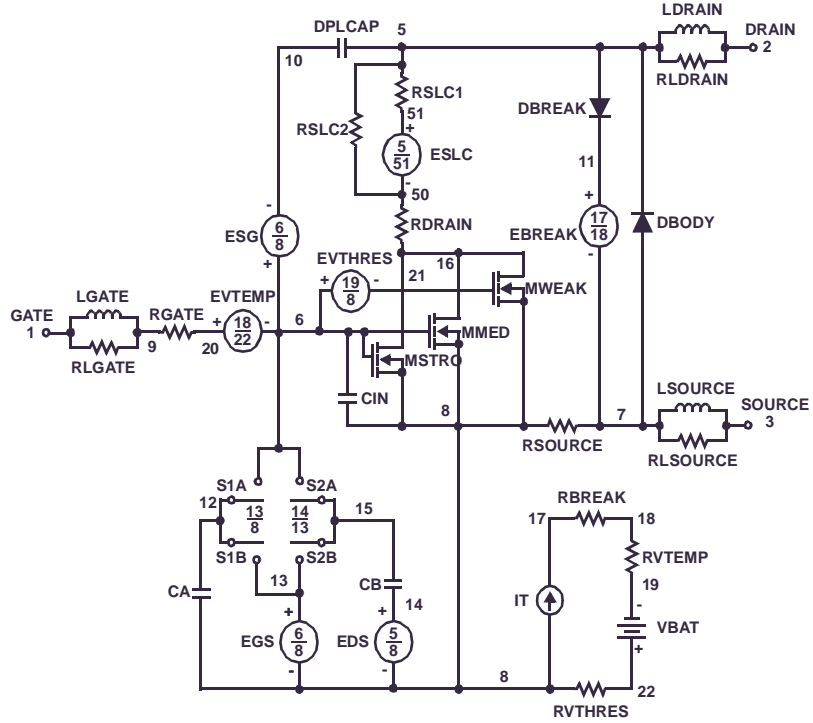 LDRAIN
DPLCAP
5
DRAIN
2
10
RLDRAIN
RSLC1
51
+
RSLC2
5
51
ESLC
-
50
DBREAK
11
+
17
18
EBREAK
-
DBODY
-
6
8
ESG
+
RDRAIN
16
EVTHRES
21
+
19
8
-
MWEAK
LGATE
GATE
1
RGATE
EVTEMP
+
18
22
-
6
9
20
RLGATE
MMED
MSTRO
CIN
8
7
RSOURCE
LSOURCE
SOURCE
3
RLSOURCE
S1A
S2A
12
13
8
14
13
15
S1B
S2B
13
CA
CB
14
+
6
8
EGS
-
+
5
8
EDS
-
RBREAK
17
18
RVTEMP
19
IT
-
VBAT
+
8
22
RVTHRES